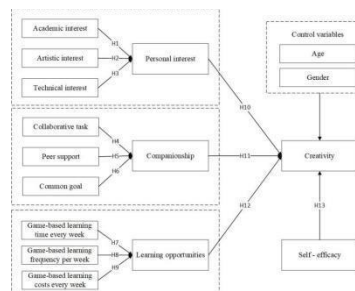 Academic interest
Artistic interest
Technical interest
H1
H2
H3
Personal interest
Collaborative task
Peer support
Common goal
H4
H5
H6
Companionship
Game-based learning
time every week
Game-based learning
frequency per week
Game-based learning
costs every week
H7
H8
H9
Learning opportunities
H10
H11
H12
Control variables
Age
Gender
Creativity
H13
Self - efficacy